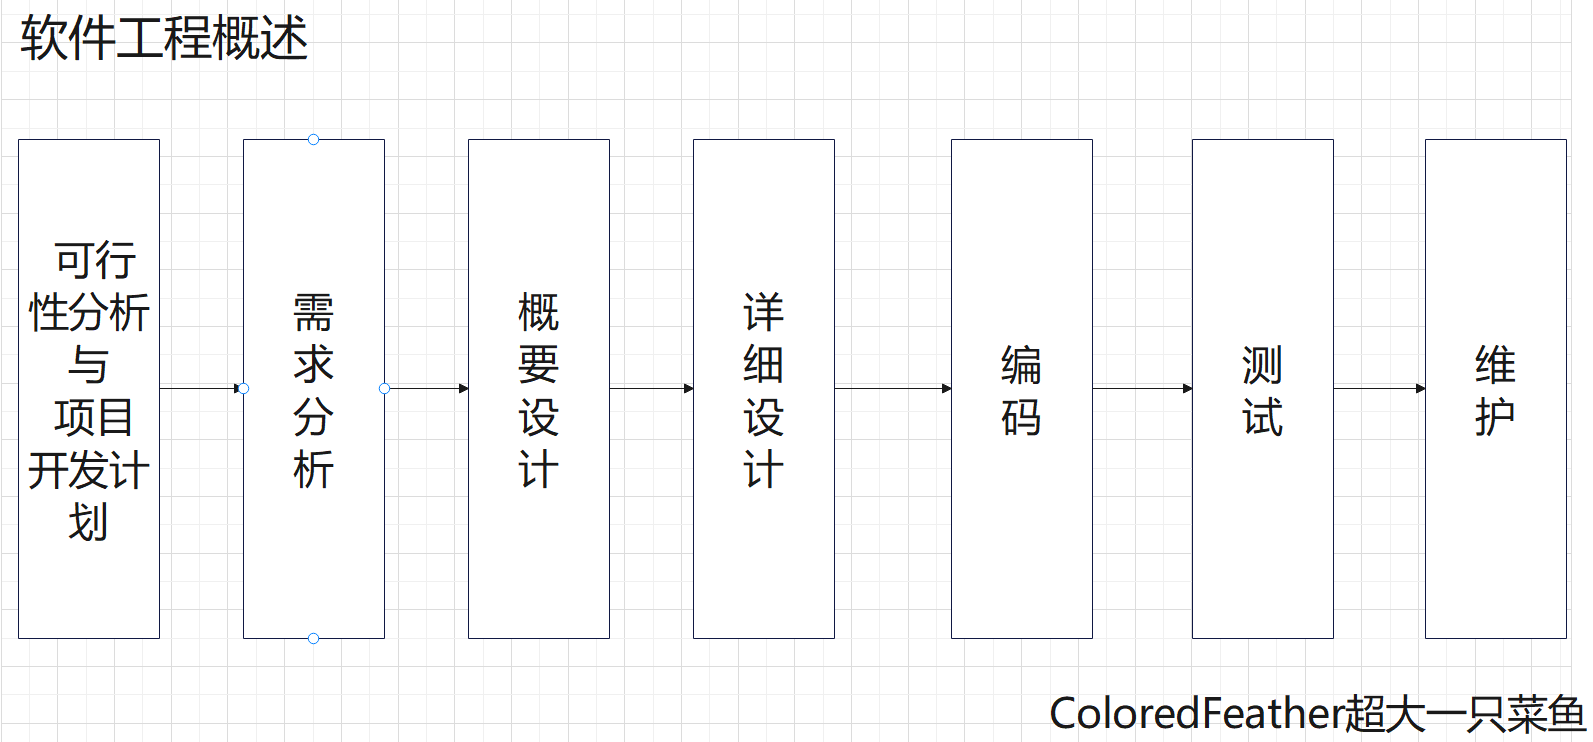 软件工程概述
可行
性分析
与
项目
开发计
划
需
求
分
析
概
要
设
计
详
细
设
计
编
码
测
试
维
护
ColoredFeather超大一只菜鱼